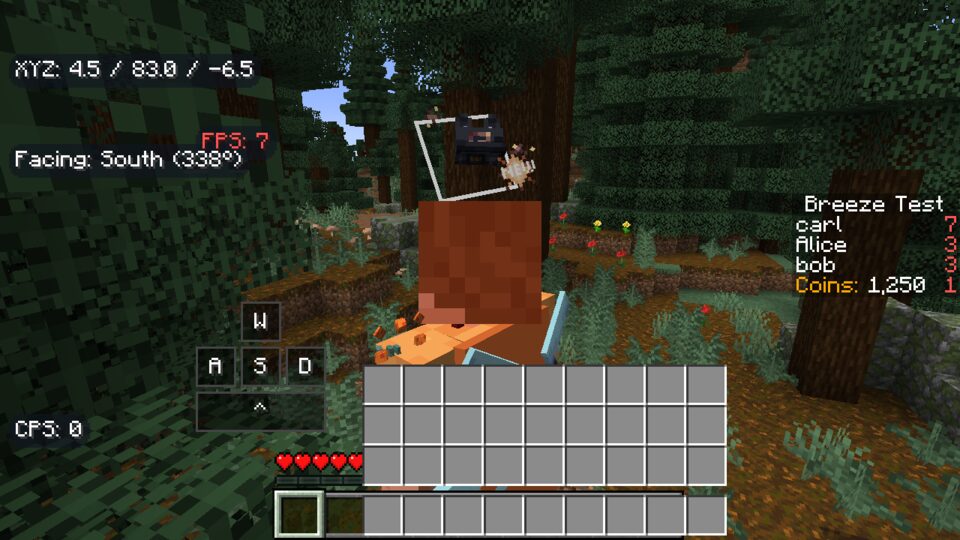 XYZ: 4.5 / 83.0 / -6.5
FPS: 7
Facing: South (338°)
Breeze Test
carl 7
Alice 3
bob 3
Coins: 1,250 1
W
A S D
^
CPS: 0